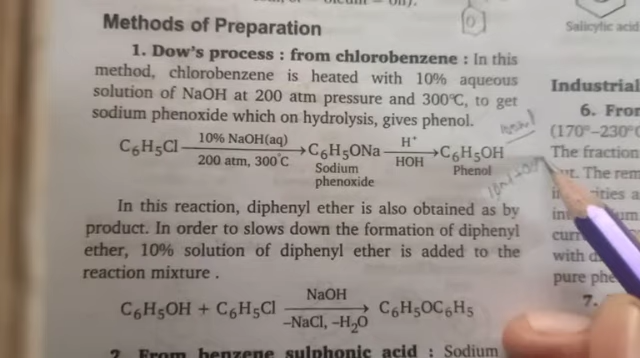 Methods of Preparation
1. Dow's process : from chlorobenzene : In this
method, chlorobenzene is heated with 10% aqueous
solution of NaOH at 200 atm pressure and 300°C, to get
sodium phenoxide which on hydrolysis, gives phenol.
C₆H₅Cl 10% NaOH(aq) 200 atm, 300°C → C₆H₅ONa H⁺ HOH → C₆H₅OH
Sodium Phenol
phenoxide
In this reaction, diphenyl ether is also obtained as by
product. In order to slows down the formation of diphenyl
ether, 10% solution of diphenyl ether is added to the
reaction mixture .
C₆H₅OH + C₆H₅Cl NaOH –NaCl, –H₂O → C₆H₅OC₆H₅
2. From benzene sulphonic acid : Sodium
Salicylic acid
Industrial
6.
(170°–230°
The fraction
The rem
with
pure
7.